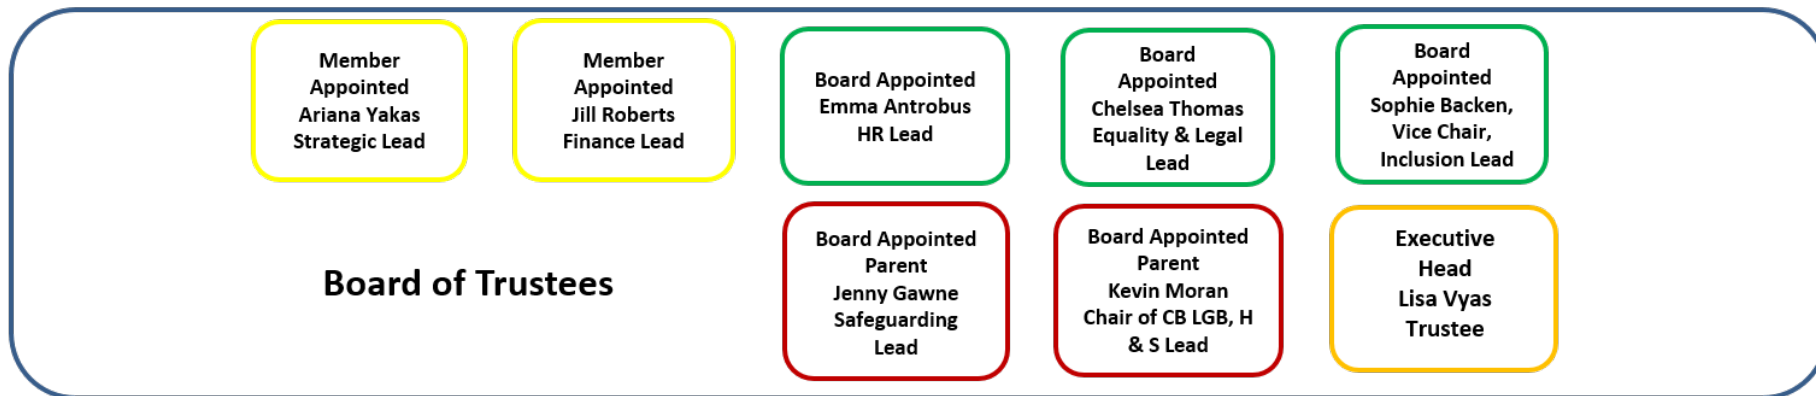 Member
Appointed
Ariana Yakas
Strategic Lead
Member
Appointed
Jill Roberts
Finance Lead
Board Appointed
Emma Antrobus
HR Lead
Board
Appointed
Chelsea Thomas
Equality & Legal
Lead
Board
Appointed
Sophie Backen,
Vice Chair,
Inclusion Lead
Board of Trustees
Board Appointed
Parent
Jenny Gawne
Safeguarding
Lead
Board Appointed
Parent
Kevin Moran
Chair of CB LGB, H
& S Lead
Executive
Head
Lisa Vyas
Trustee